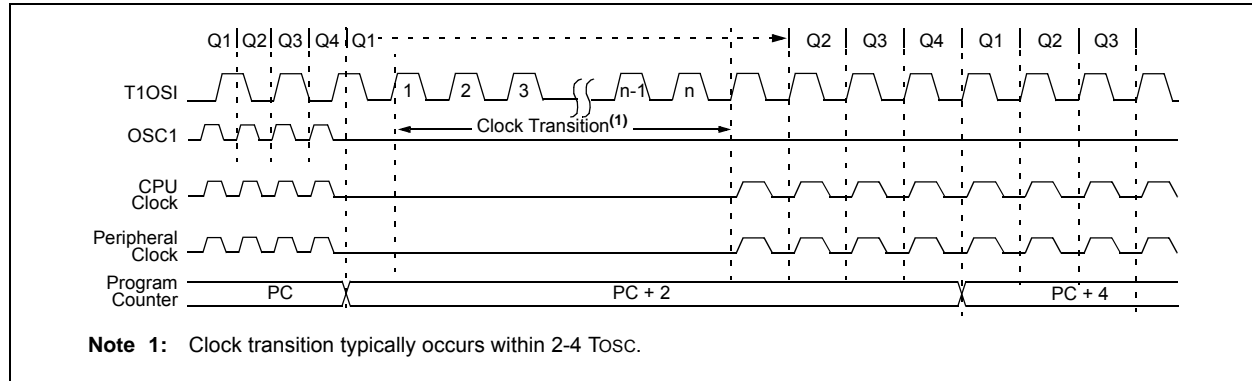 Q1 Q2 Q3 Q4 Q1 Q2 Q3 Q4 Q1 Q2 Q3
T1OSI 1 2 3 n-1 n
OSC1 Clock Transition(1)
CPU
Clock
Peripheral
Clock
Program
Counter PC PC + 2 PC + 4
Note 1: Clock transition typically occurs within 2-4 TOSC.